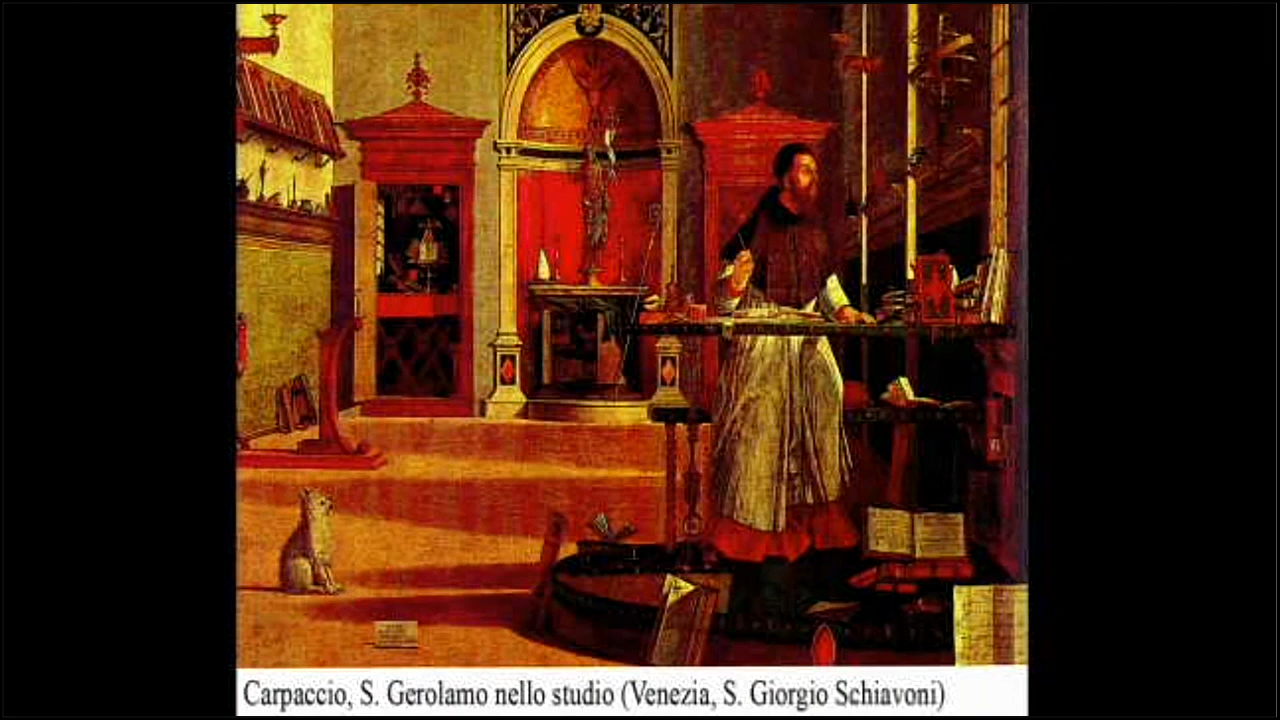 Carpaccio, S. Gerolamo nello studio (Venezia, S. Giorgio Schiavoni)